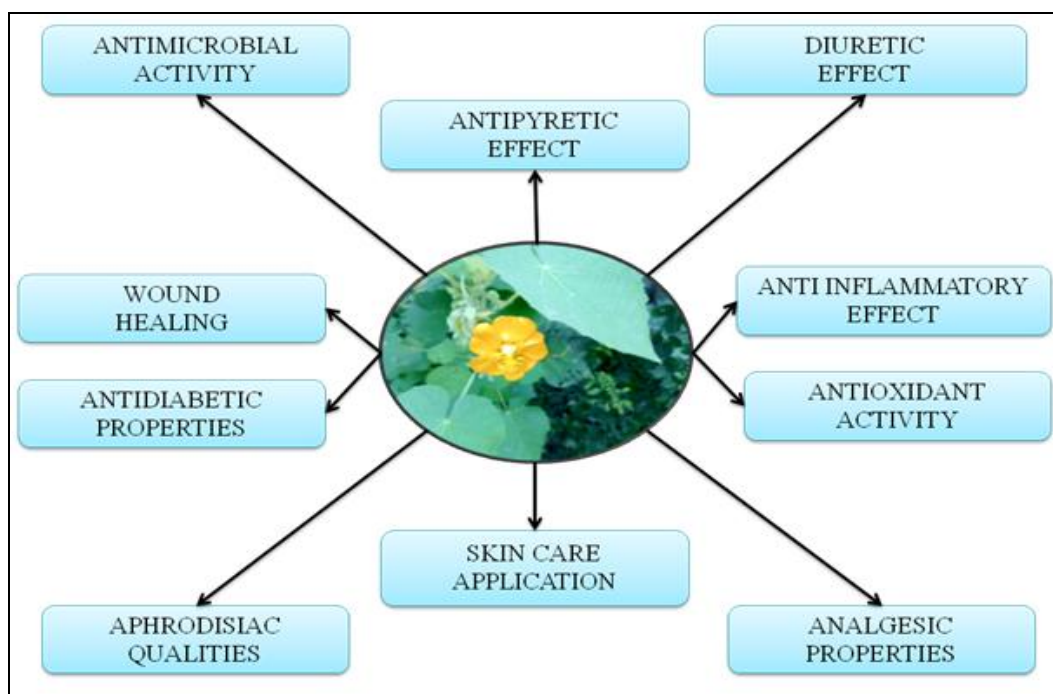 ANTIMICROBIAL
ACTIVITY
DIURETIC
EFFECT
ANTIPYRETIC
EFFECT
WOUND
HEALING
ANTI INFLAMMATORY
EFFECT
ANTIDIABETIC
PROPERTIES
ANTIOXIDANT
ACTIVITY
SKIN CARE
APPLICATION
APHRODISIAC
QUALITIES
ANALGESIC
PROPERTIES